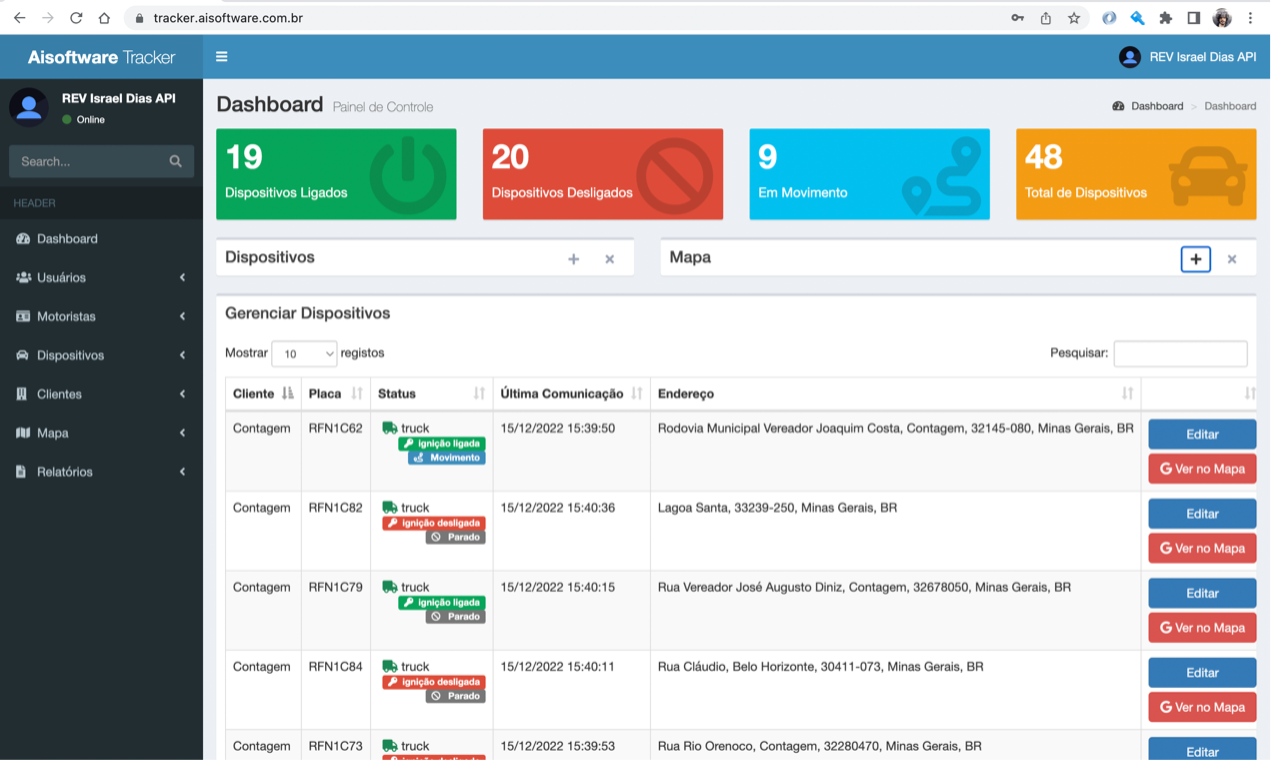 tracker.aisoftware.com.br
Aisoftware Tracker
REV Israel Dias API
REV Israel Dias API
Online
Search...
HEADER
Dashboard
Usuários
Motoristas
Dispositivos
Clientes
Mapa
Relatórios
Dashboard Painel de Controle
Dashboard > Dashboard
19
Dispositivos Ligados
20
Dispositivos Desligados
9
Em Movimento
48
Total de Dispositivos
Dispositivos
Mapa
Gerenciar Dispositivos
Mostrar 10 registos
Pesquisar:
Cliente Placa Status Última Comunicação Endereço
Contagem RFN1C62 truck 15/12/2022 15:39:50 Rodovia Municipal Vereador Joaquim Costa, Contagem, 32145-080, Minas Gerais, BR Editar
ignição ligada
Movimento
Ver no Mapa
Contagem RFN1C82 truck 15/12/2022 15:40:36 Lagoa Santa, 33239-250, Minas Gerais, BR Editar
ignição desligada
Parado
Ver no Mapa
Contagem RFN1C79 truck 15/12/2022 15:40:15 Rua Vereador José Augusto Diniz, Contagem, 32678050, Minas Gerais, BR Editar
ignição ligada
Parado
Ver no Mapa
Contagem RFN1C84 truck 15/12/2022 15:40:11 Rua Cláudio, Belo Horizonte, 30411-073, Minas Gerais, BR Editar
ignição desligada
Parado
Ver no Mapa
Contagem RFN1C73 truck 15/12/2022 15:39:53 Rua Rio Orenoco, Contagem, 32280470, Minas Gerais, BR Editar